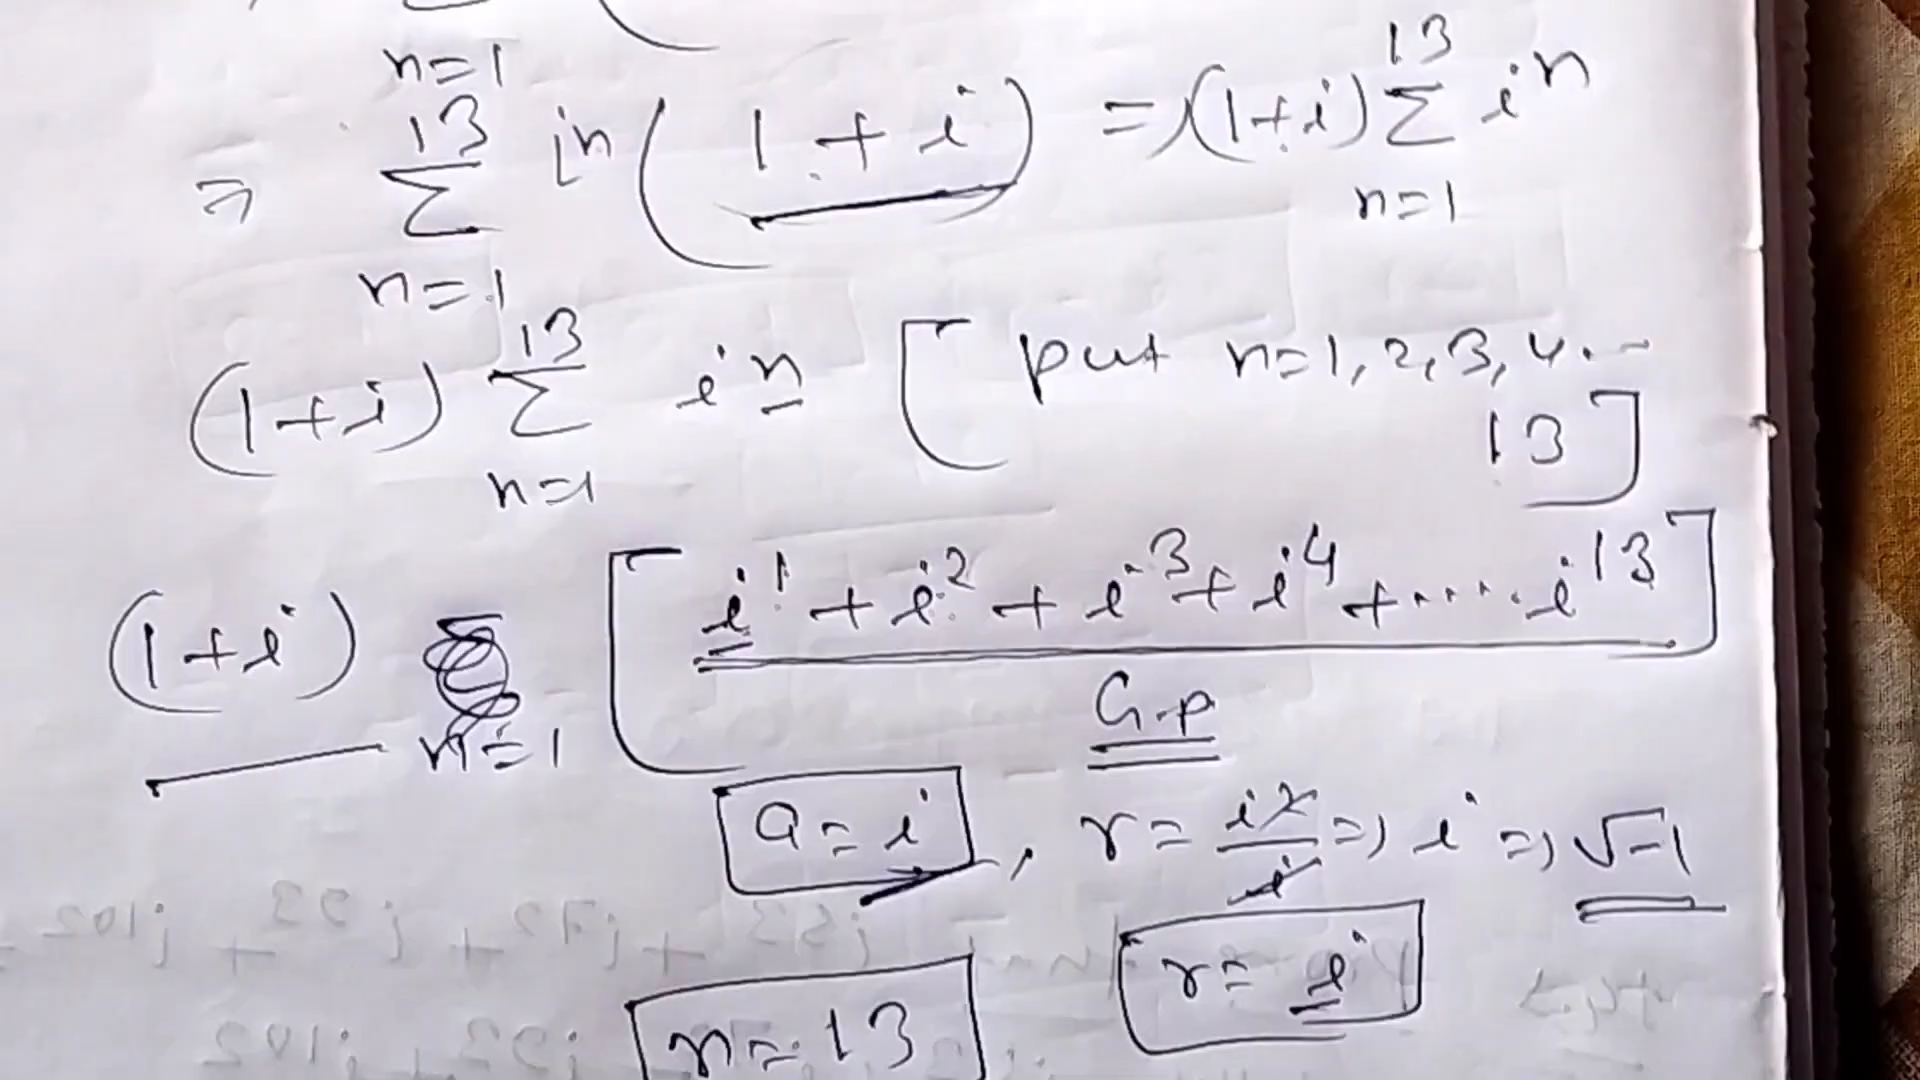 n=1
⇒ 13 Σ n=1 iⁿ (1 + i) ⇒ (1+i) 13 Σ n=1 iⁿ
(1+i) 13 Σ n=1 iⁿ [put n=1, 2, 3, 4...
13]
(1+i) n=1 [i¹ + i² + i³ + i⁴ + .... i¹³]
G.P
a = i , r = i²/i ⇒ i ⇒ √-1
r = i
n = 13